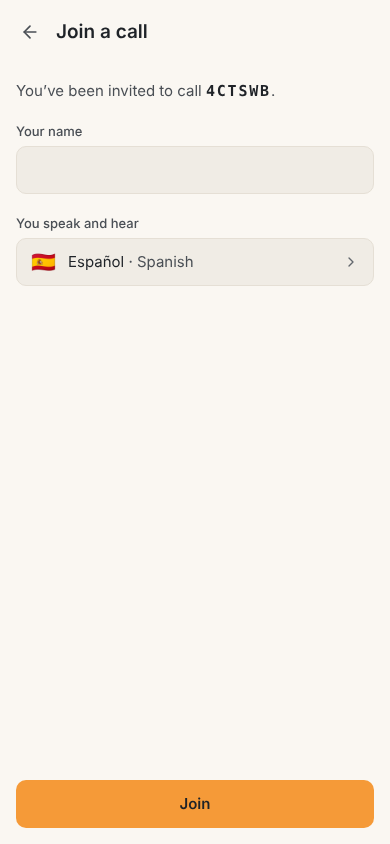 Join a call
You’ve been invited to call 4CTSWB.
Your name
You speak and hear
Español · Spanish
Join